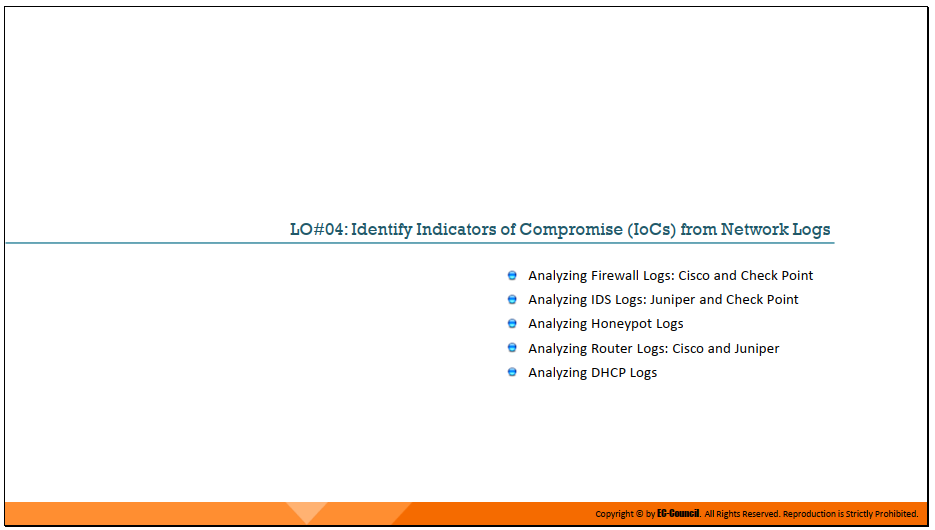 LO#04: Identify Indicators of Compromise (IoCs) from Network Logs
Analyzing Firewall Logs: Cisco and Check Point
Analyzing IDS Logs: Juniper and Check Point
Analyzing Honeypot Logs
Analyzing Router Logs: Cisco and Juniper
Analyzing DHCP Logs
Copyright © by EC-Council. All Rights Reserved. Reproduction is Strictly Prohibited.